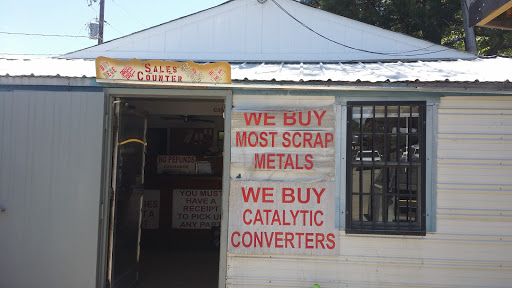 SALES
COUNTER
WE BUY
MOST SCRAP
METALS
WE BUY
CATALYTIC
CONVERTERS
NO REFUNDS
YOU MUST
HAVE A
RECEIPT
TO PICK UP
ANY PART